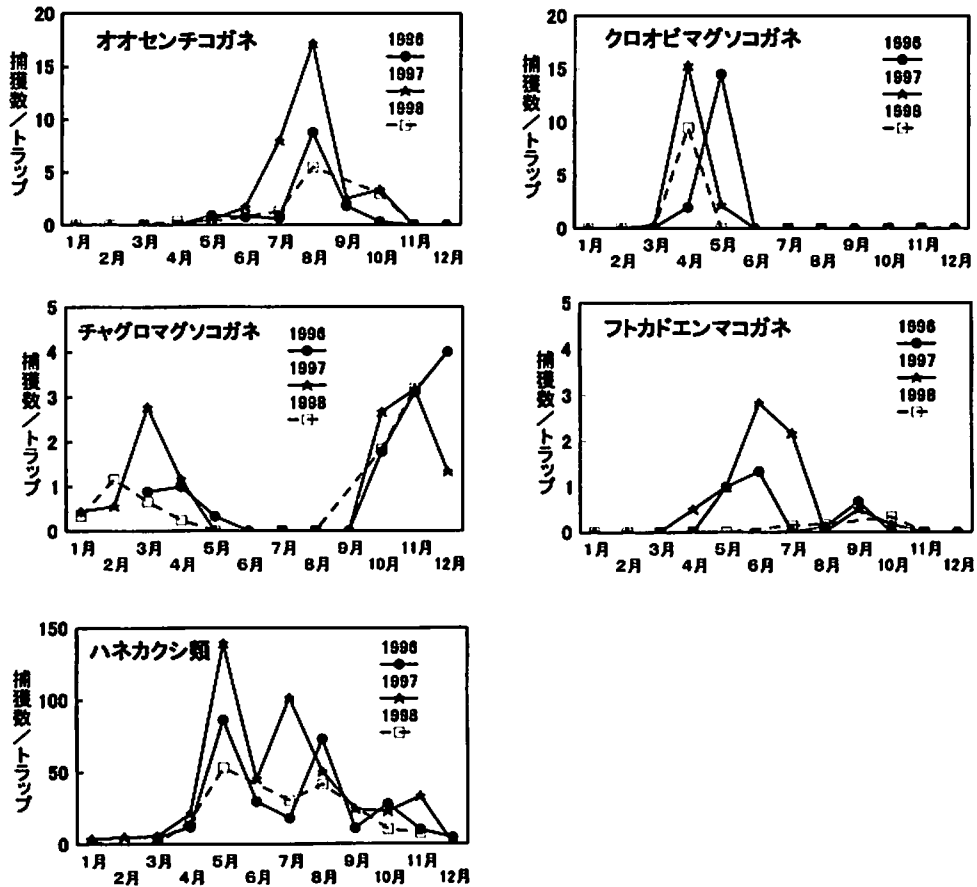 オオセンチコガネ
捕獲数/トラップ
20
15
10
5
0
1996
1997
1998
1月 3月 5月 7月 9月 11月
2月 4月 6月 8月 10月 12月
クロオビマグソコガネ
捕獲数/トラップ
20
15
10
5
0
1996
1997
1998
1月 3月 5月 7月 9月 11月
2月 4月 6月 8月 10月 12月
チャグロマグソコガネ
捕獲数/トラップ
5
4
3
2
1
0
1996
1997
1998
1月 3月 5月 7月 9月 11月
2月 4月 6月 8月 10月 12月
フトカドエンマコガネ
捕獲数/トラップ
5
4
3
2
1
0
1996
1997
1998
1月 3月 5月 7月 9月 11月
2月 4月 6月 8月 10月 12月
ハネカクシ類
捕獲数/トラップ
150
100
50
0
1996
1997
1998
1月 3月 5月 7月 9月 11月
2月 4月 6月 8月 10月 12月